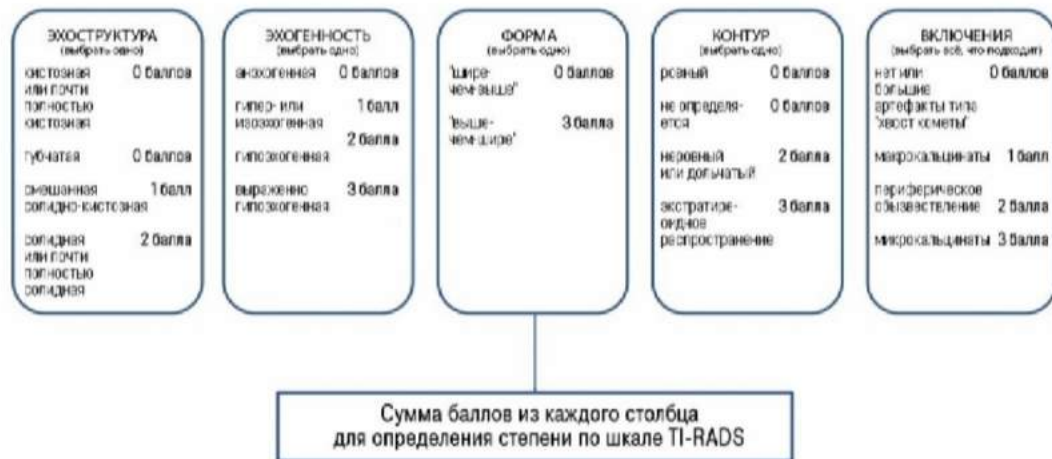 ЭХОСТРУКТУРА
(выбрать одно)
кистозная 0 баллов
или почти
полностью
кистозная
губчатая 0 баллов
смешанная 1 балл
солидно-кистозная
солидная 2 балла
или почти
полностью
солидная
ЭХОГЕННОСТЬ
(выбрать одно)
анэхогенная 0 баллов
гипер- или 1 балл
изоэхогенная
2 балла
гипоэхогенная
выраженно 3 балла
гипоэхогенная
ФОРМА
(выбрать одно)
"шире- 0 баллов
чем-выше"
"выше- 3 балла
чем-шире"
КОНТУР
(выбрать одно)
ровный 0 баллов
не определя- 0 баллов
ется
неровный 2 балла
или дольчатый
экстратире- 3 балла
оидное
распространение
ВКЛЮЧЕНИЯ
(выбрать всё, что подходит)
нет или 0 баллов
большие
артефакты типа
"хвост кометы"
макрокальцинаты 1 балл
периферическое
обызвествление 2 балла
микрокальцинаты 3 балла
Сумма баллов из каждого столбца
для определения степени по шкале TI-RADS